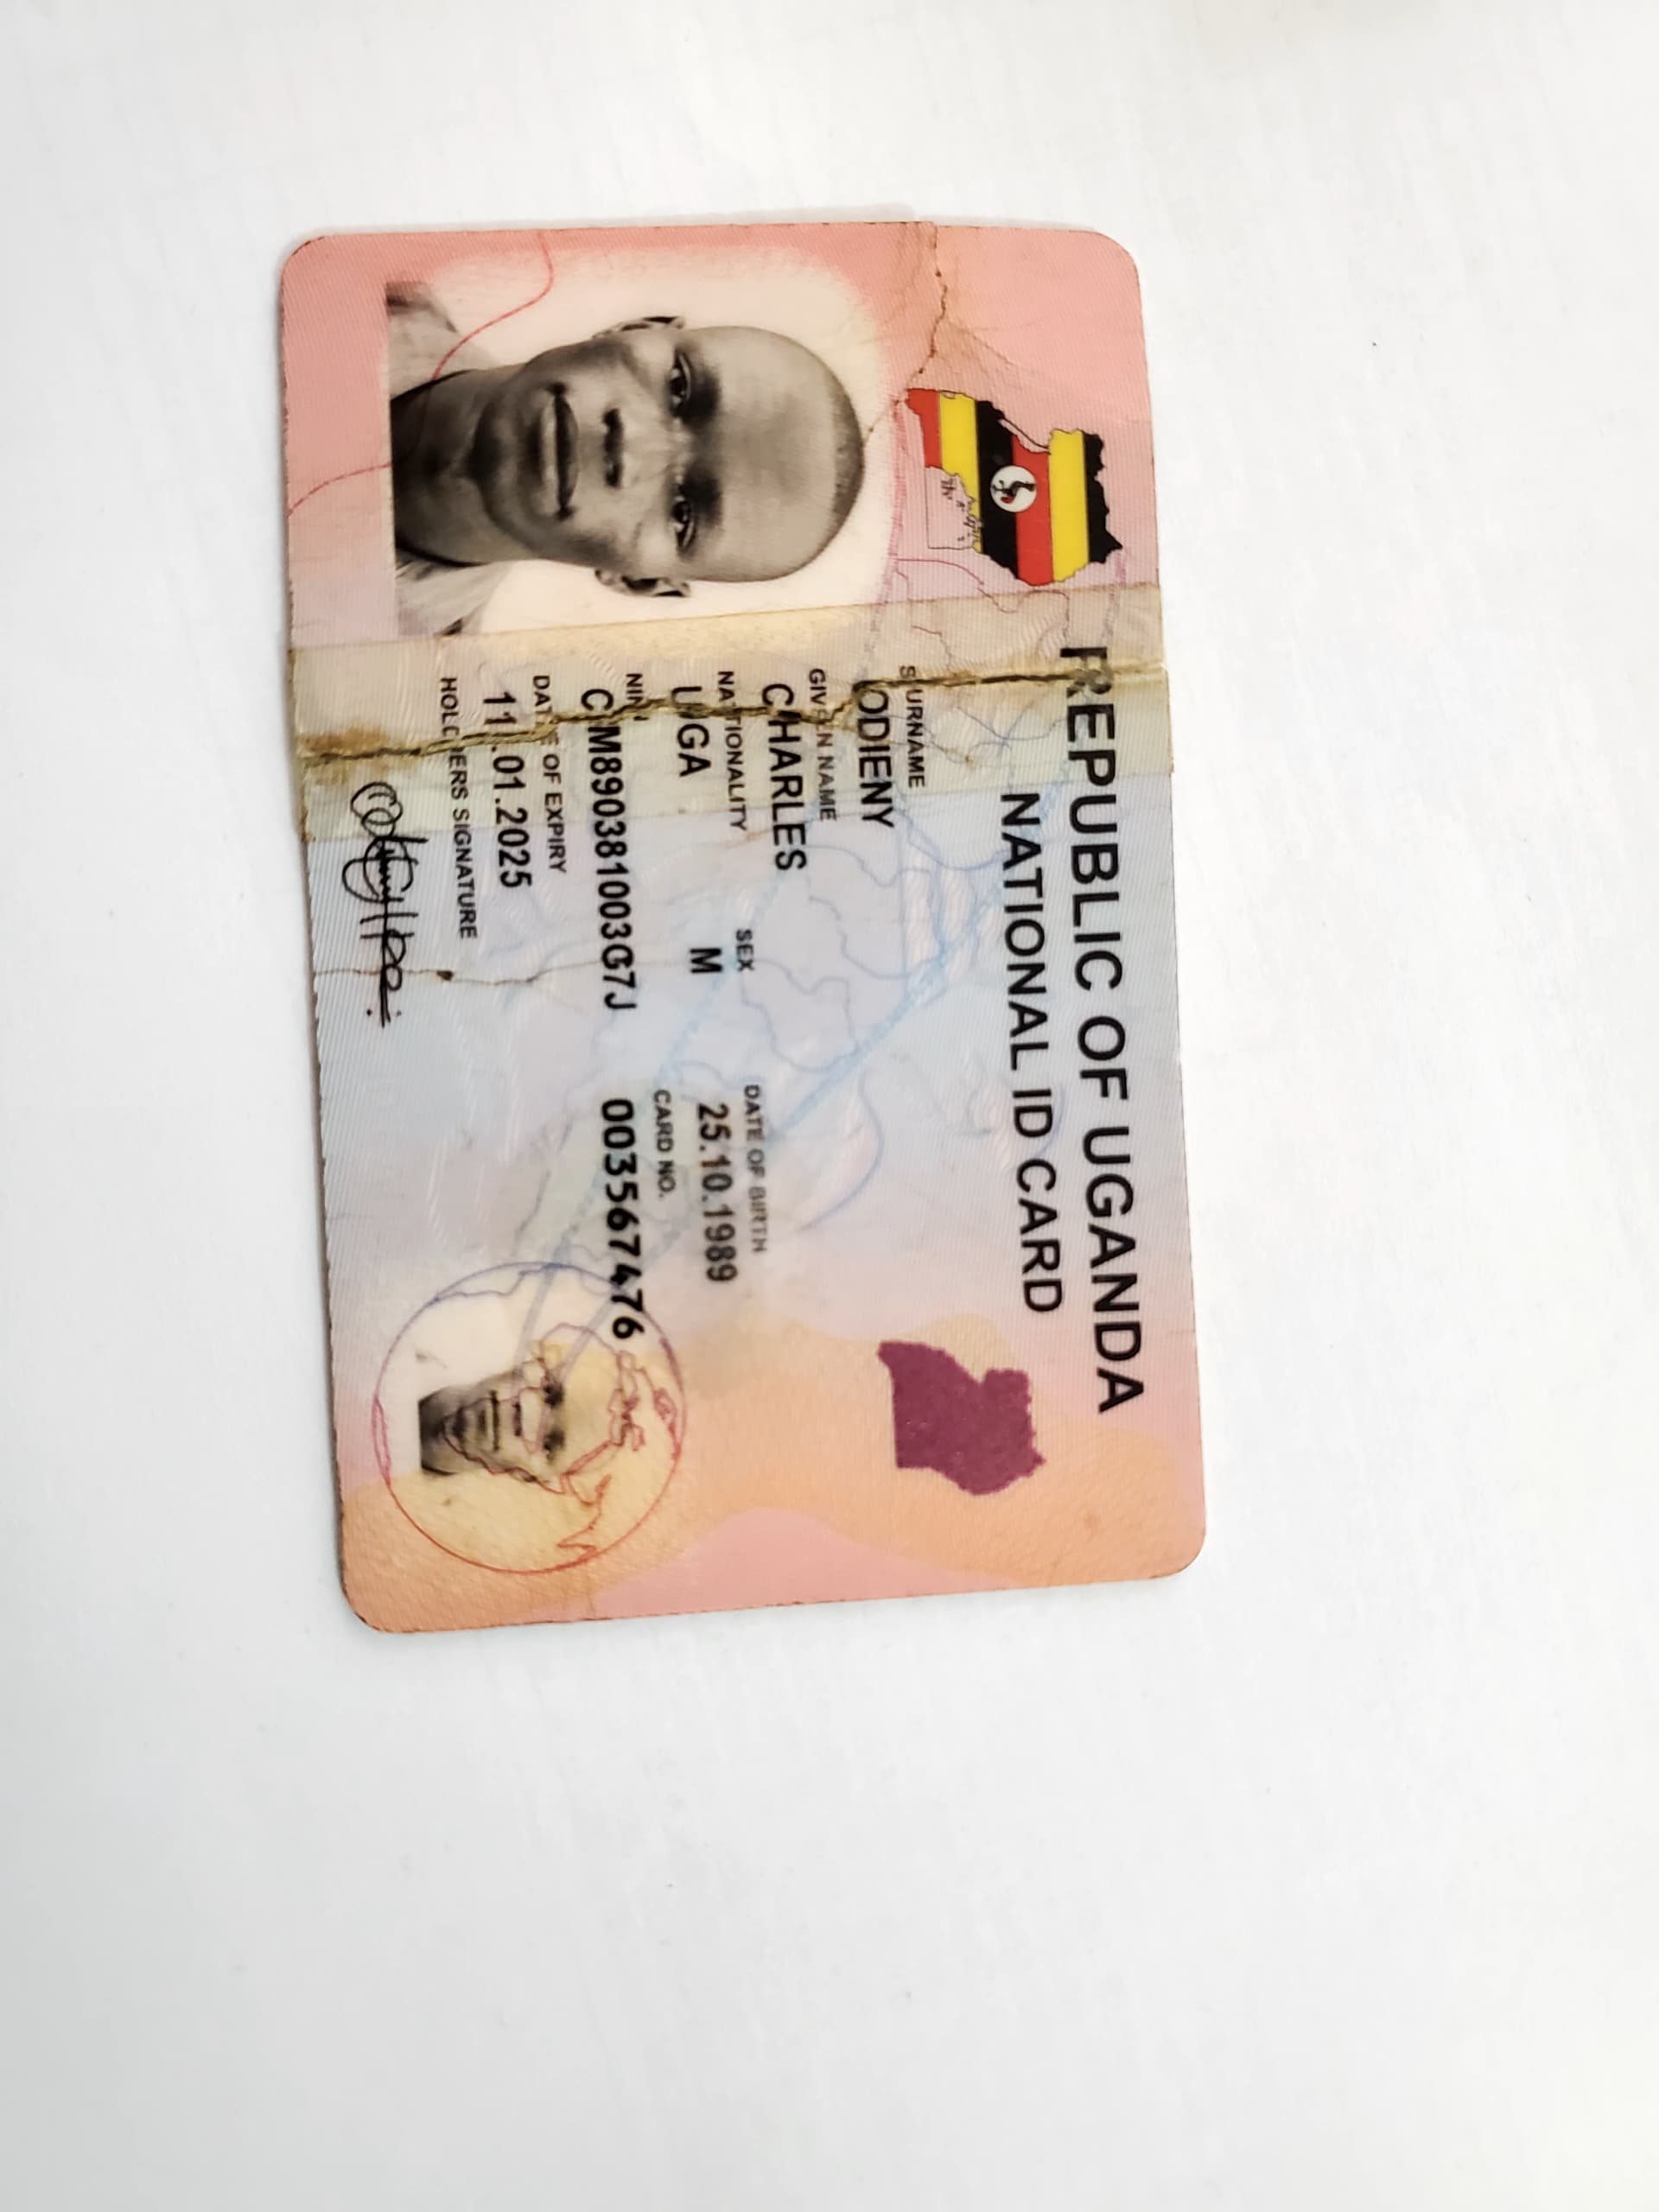 REPUBLIC OF UGANDA
NATIONAL ID CARD
SURNAME
ODIENY
GIVEN NAME
CHARLES
NATIONALITY SEX DATE OF BIRTH
UGA M 25.10.1989
NIN CARD NO.
CM890381003G7J 003567476
DATE OF EXPIRY
11.01.2025
HOLDERS SIGNATURE